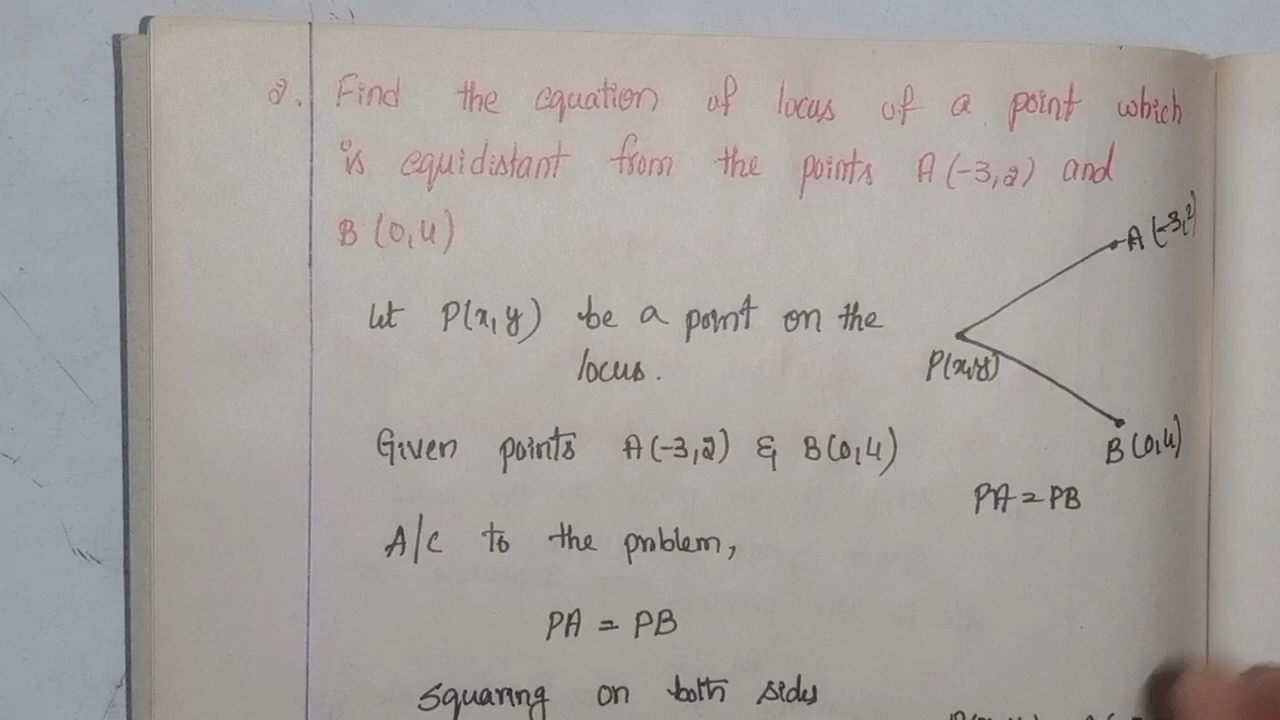 2. Find the equation of locus of a point which
is equidistant from the points A(-3,2) and
B(0,4)
A(-3,2)
let P(x,y) be a point on the
locus.
P(x,y)
Given points A(-3,2) & B(0,4)
B(0,4)
PA = PB
A/c to the problem,
PA = PB
Squaring on both sides